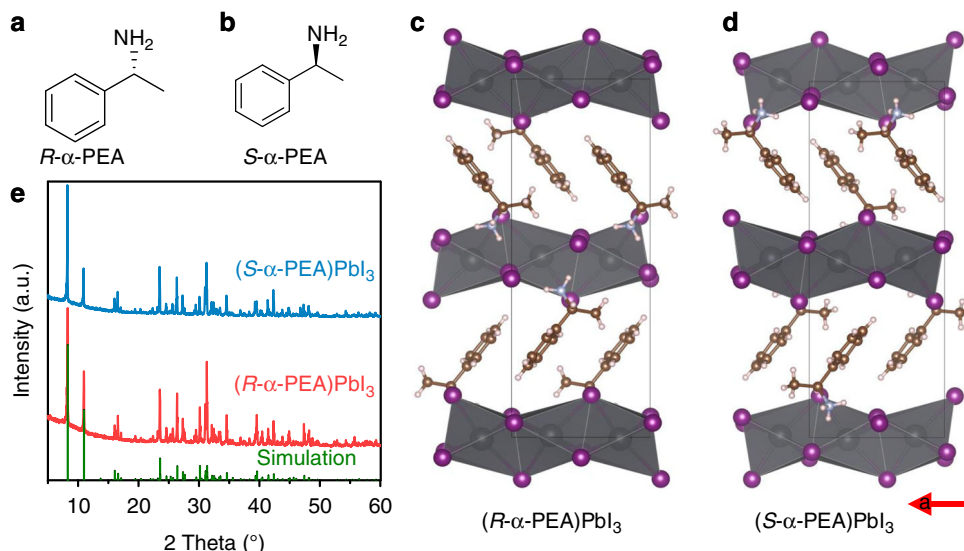 a
NH₂
R-α-PEA
b
NH₂
S-α-PEA
c
(R-α-PEA)PbI₃
d
a
(S-α-PEA)PbI₃
e
Intensity (a.u.)
(S-α-PEA)PbI₃
(R-α-PEA)PbI₃
Simulation
10 20 30 40 50 60
2 Theta (°)